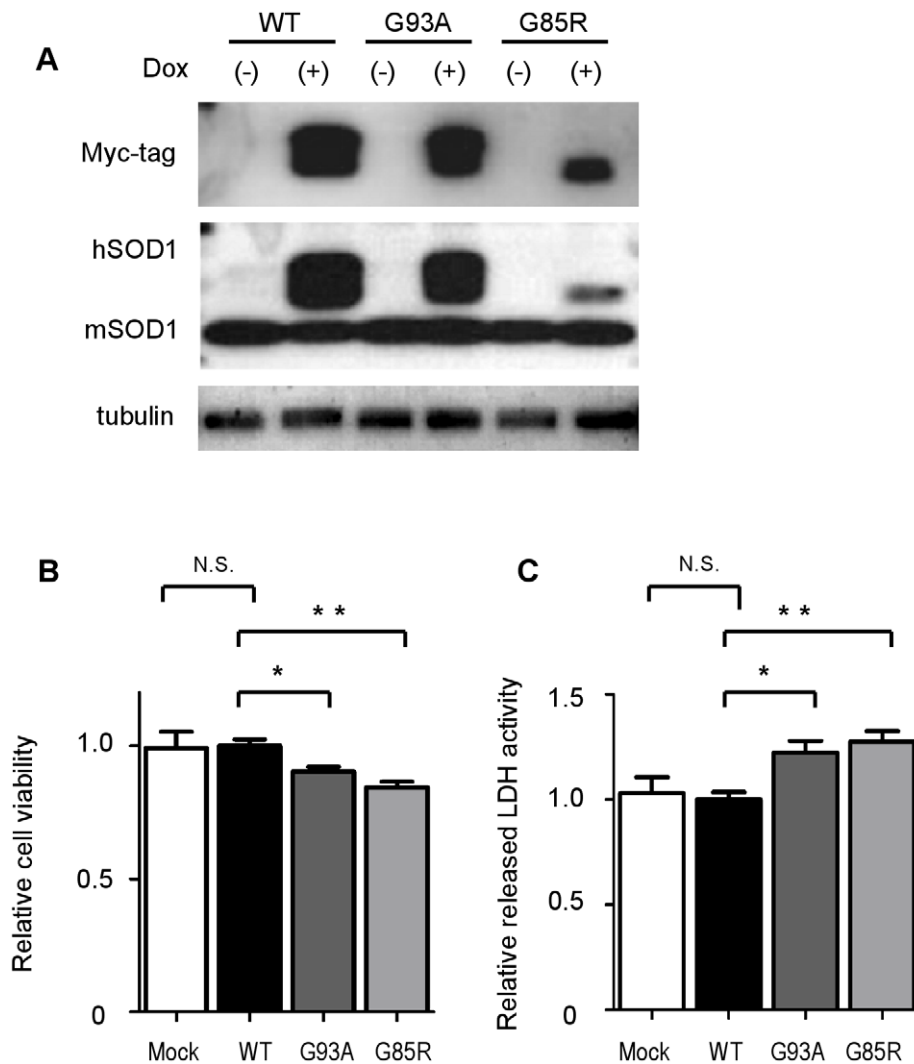 WT G93A G85R
A
Dox (-) (+) (-) (+) (-) (+)
Myc-tag
hSOD1
mSOD1
tubulin
B
N.S.
* *
*
Relative cell viability
1.0
0.5
0
Mock WT G93A G85R
C
N.S.
* *
*
Relative released LDH activity
1.5
1.0
0.5
0
Mock WT G93A G85R